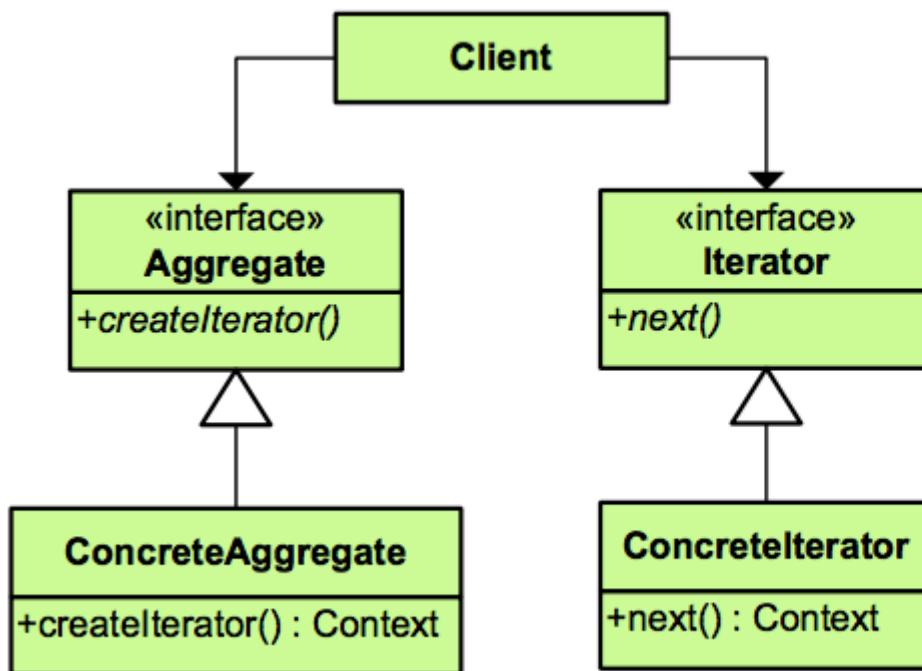 Client
«interface»
Aggregate
+createIterator()
«interface»
Iterator
+next()
ConcreteAggregate
+createIterator() : Context
ConcreteIterator
+next() : Context